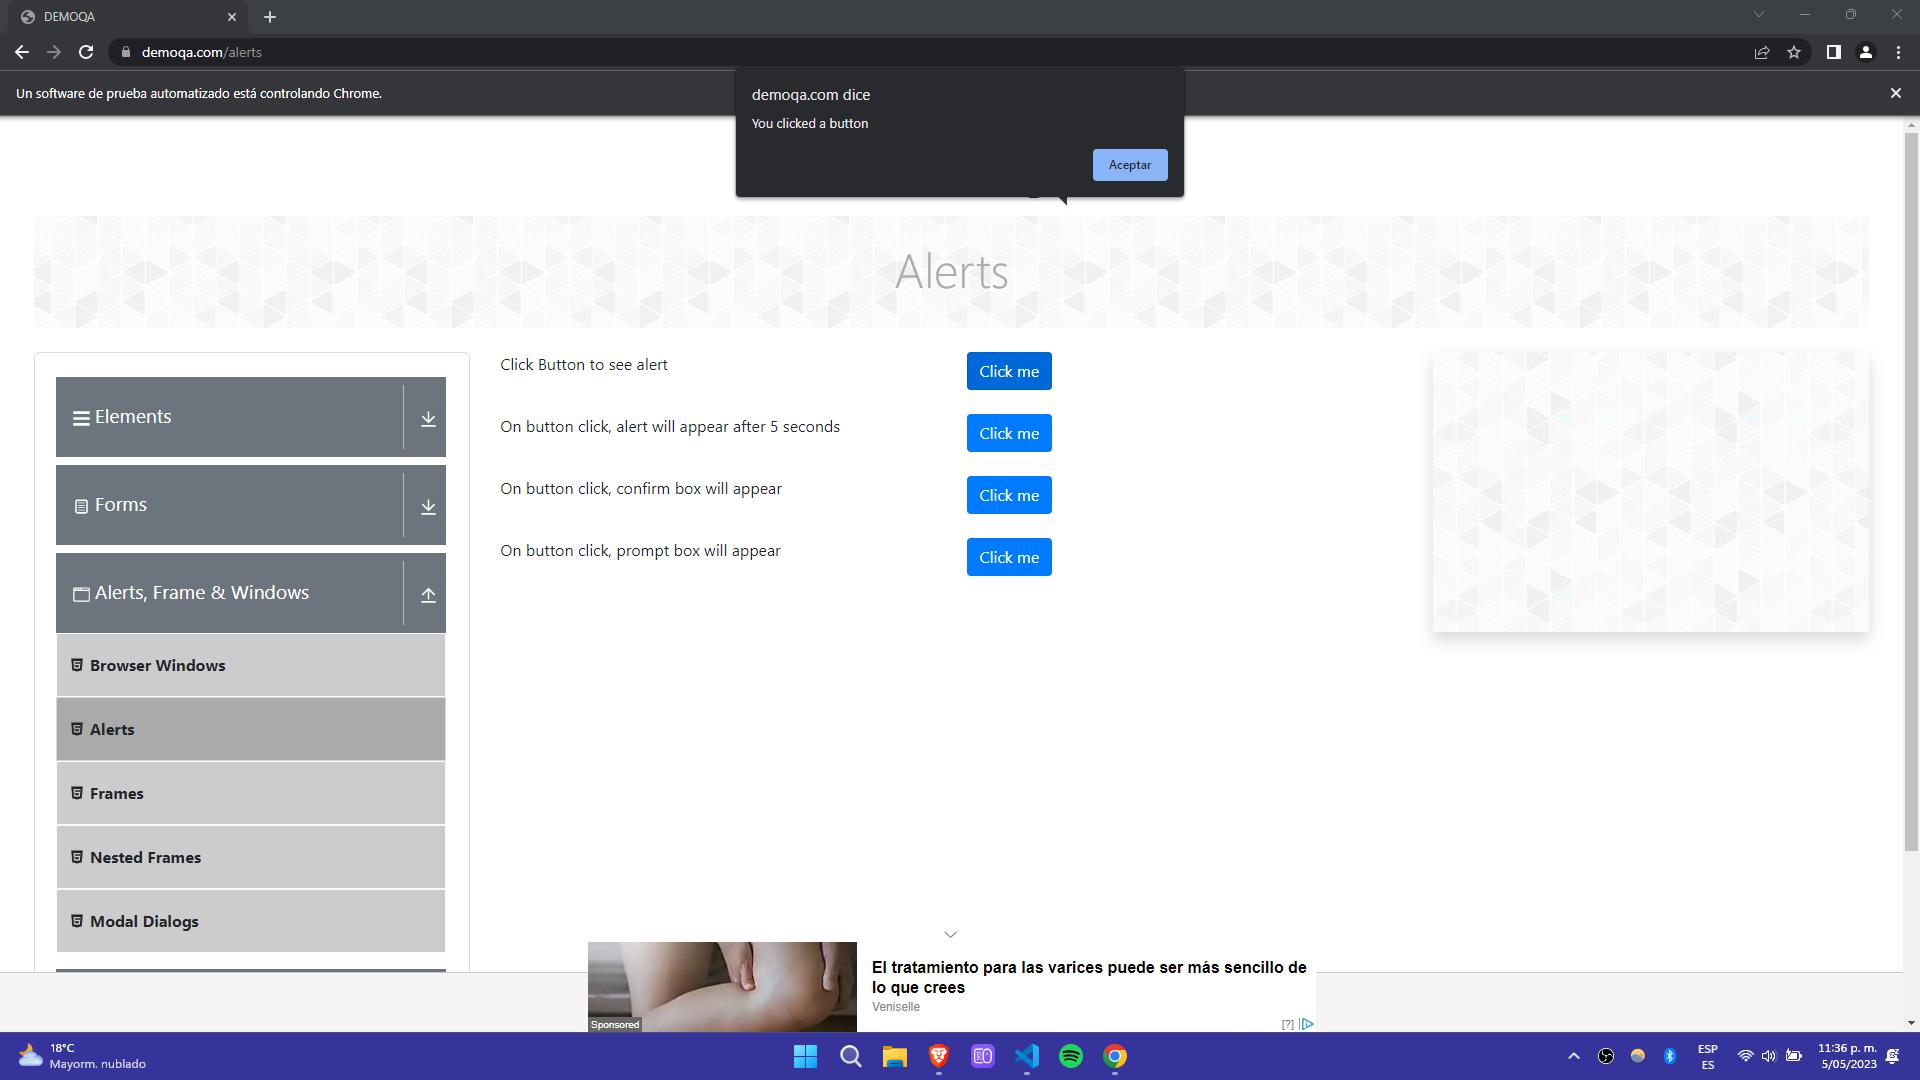 DEMOQA
demoqa.com/alerts
Un software de prueba automatizado está controlando Chrome.
demoqa.com dice
You clicked a button
Aceptar
Alerts
Elements
Forms
Alerts, Frame & Windows
Browser Windows
Alerts
Frames
Nested Frames
Modal Dialogs
Click Button to see alert
Click me
On button click, alert will appear after 5 seconds
Click me
On button click, confirm box will appear
Click me
On button click, prompt box will appear
Click me
Sponsored
El tratamiento para las varices puede ser más sencillo de
lo que crees
Veniselle
[?]
18°C
Mayorm. nublado
ESP
ES
11:36 p. m.
5/05/2023